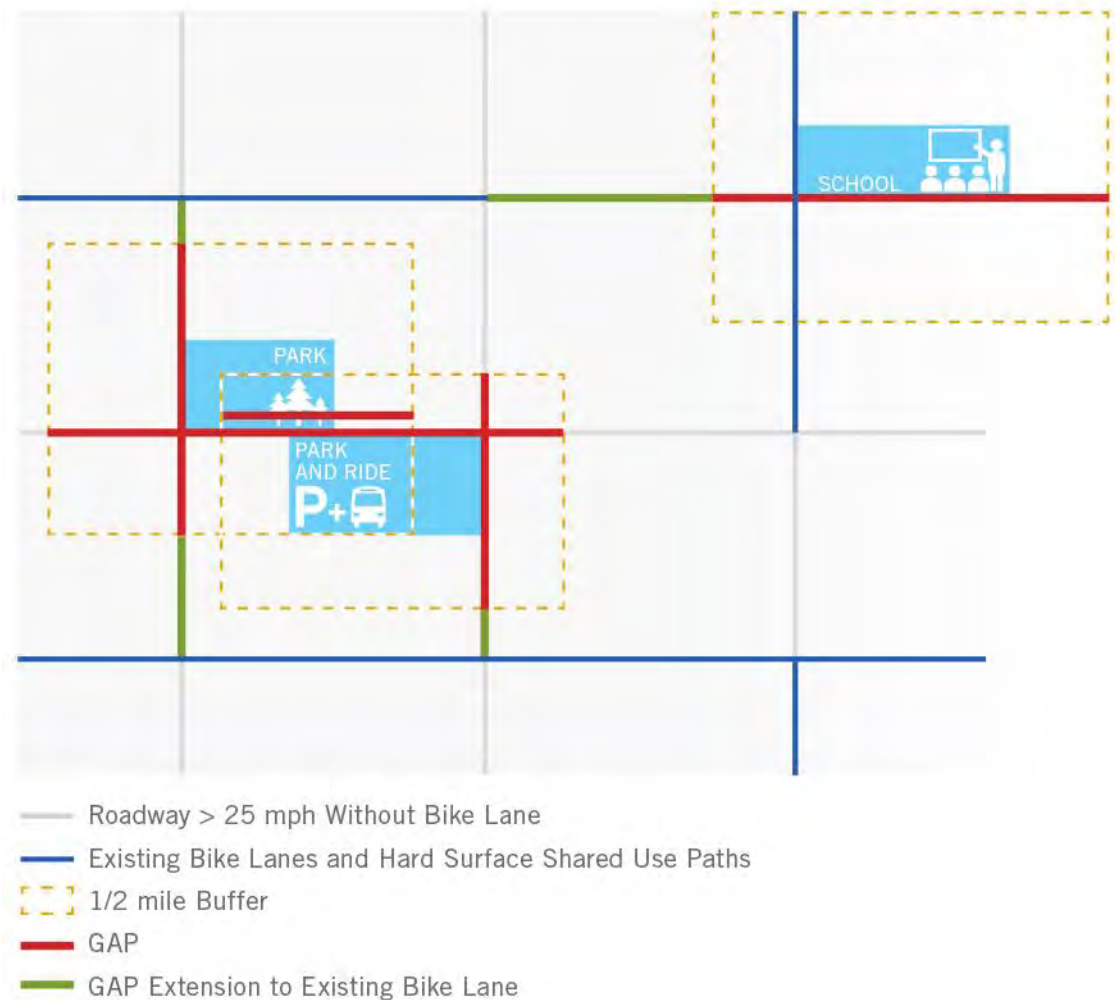 SCHOOL
PARK
PARK
AND RIDE
P+
Roadway > 25 mph Without Bike Lane
Existing Bike Lanes and Hard Surface Shared Use Paths
1/2 mile Buffer
GAP
GAP Extension to Existing Bike Lane